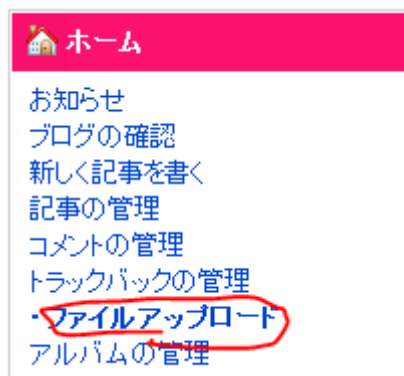 ホーム
お知らせ
ブログの確認
新しく記事を書く
記事の管理
コメントの管理
トラックバックの管理
・ファイルアップロード
アルバムの管理